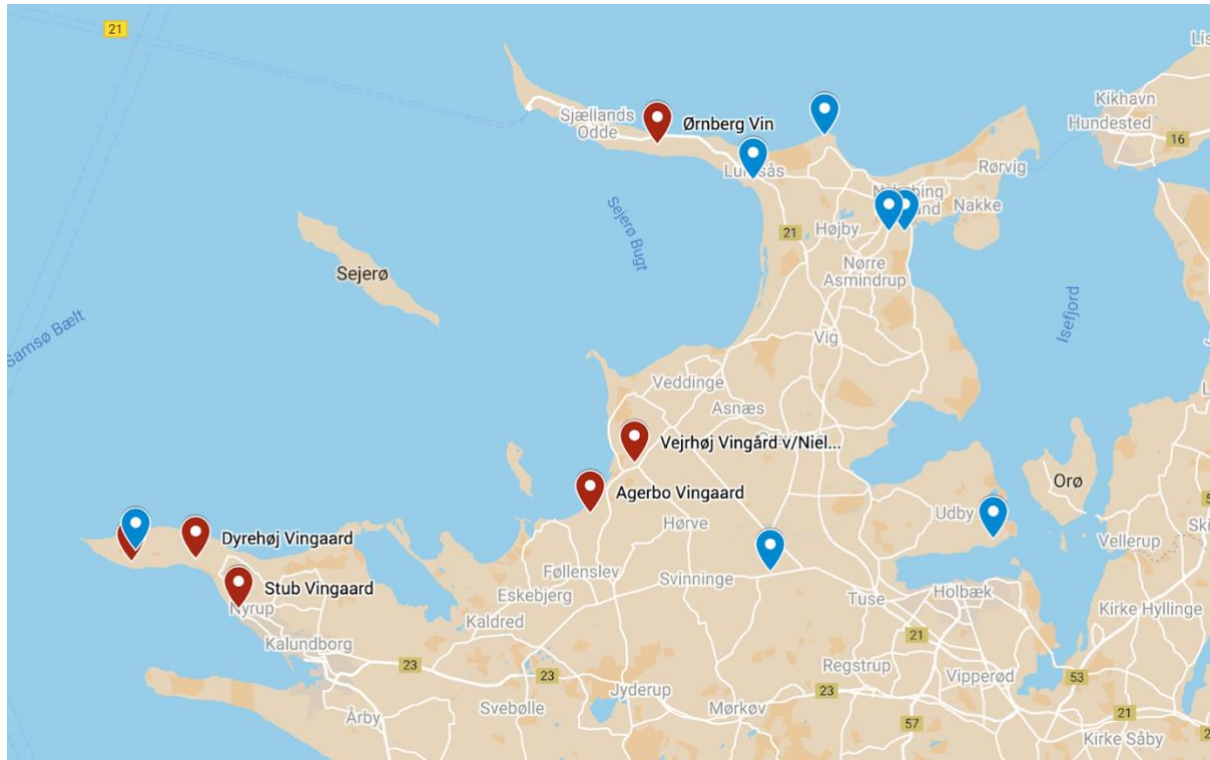 21
Lis
Kikhavn
Hundested
16
Sjællands
Odde
Ørnberg Vin
Rørvig
Nakke
Sejerø Bugt
21
Højby
Nørre
Asmindrup
Sejerø
Isefjord
Samsø Bælt
Vig
Veddinge
Asnæs
Vejrhøj Vingård v/Niel...
Agerbo Vingaard
Orø
Udby
Hørve
Dyrehøj Vingaard
Vellerup
Føllenslev
Svinninge
Stub Vingaard
Eskebjerg
Tuse
Holbæk
Nyrup
Kaldred
Kirke Hyllinge
Kalundborg
21
23
Regstrup
23
Vipperød
53
Jyderup
23
Svebølle
Mørkøv
Årby
57
21
Kirke Såby